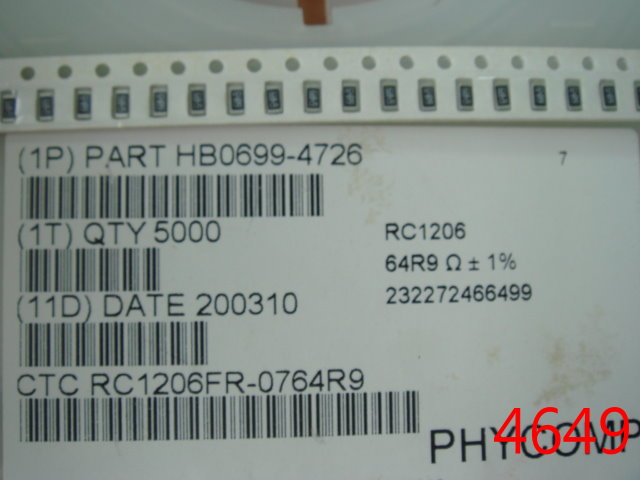 (1P) PART HB0699-4726
7
(1T) QTY 5000
RC1206
64R9 Ω ± 1%
(11D) DATE 200310
232272466499
CTC RC1206FR-0764R9
PHYCOMP
4649